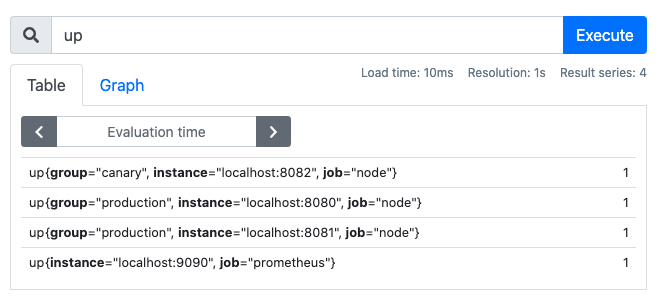 up
Execute
Load time: 10ms Resolution: 1s Result series: 4
Table Graph
Evaluation time
up{group="canary", instance="localhost:8082", job="node"} 1
up{group="production", instance="localhost:8080", job="node"} 1
up{group="production", instance="localhost:8081", job="node"} 1
up{instance="localhost:9090", job="prometheus"} 1